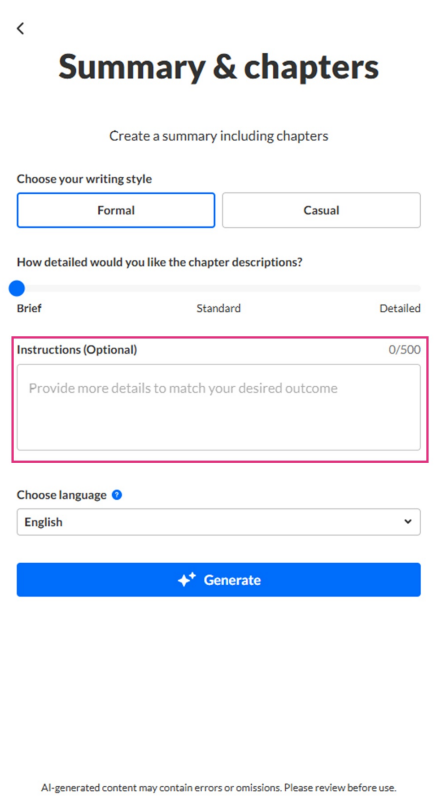 Summary & chapters
Create a summary including chapters
Choose your writing style
Formal Casual
How detailed would you like the chapter descriptions?
Brief Standard Detailed
Instructions (Optional) 0/500
Provide more details to match your desired outcome
Choose language ?
English
Generate
AI-generated content may contain errors or omissions. Please review before use.